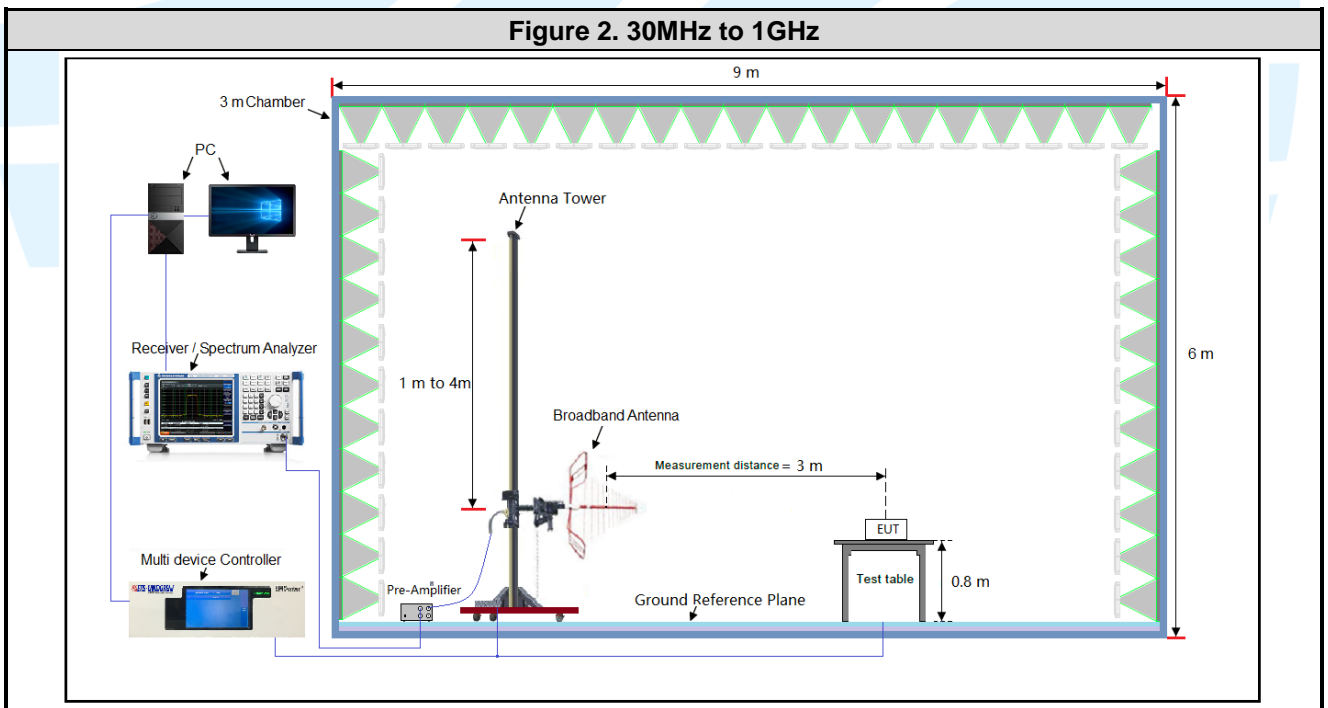 Figure 2. 30MHz to 1GHz
9 m
3 m Chamber
PC
Antenna Tower
Receiver / Spectrum Analyzer
6 m
1 m to 4m
Broadband Antenna
Measurement distance = 3 m
EUT
Multi device Controller
Test table
0.8 m
Pre-Amplifier
Ground Reference Plane